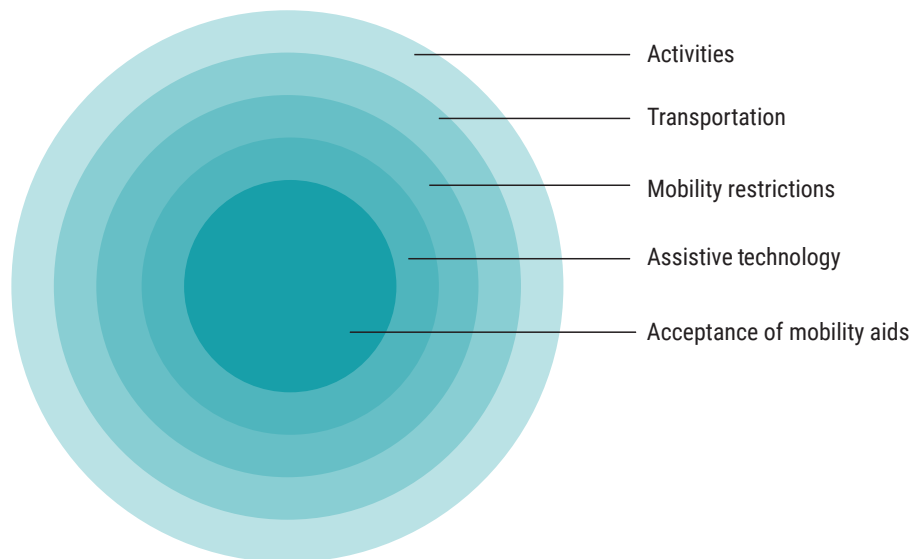 Activities
Transportation
Mobility restrictions
Assistive technology
Acceptance of mobility aids